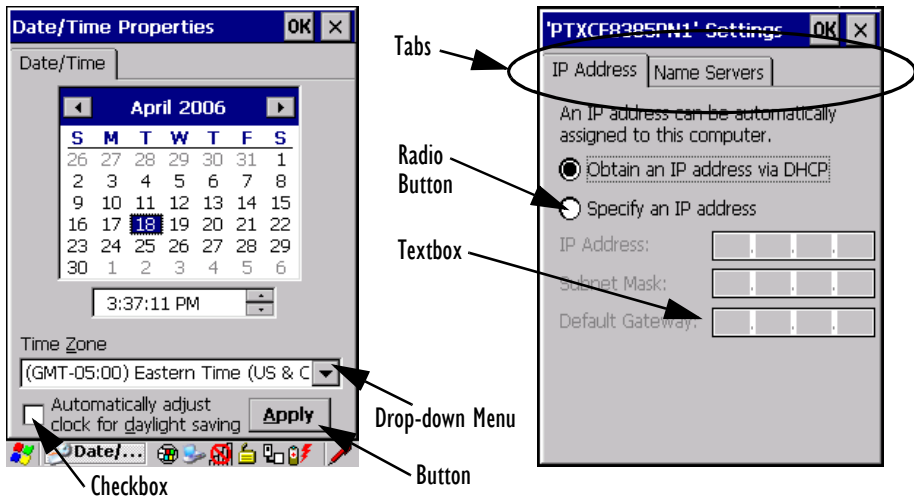 Date/Time Properties OK ×
Date/Time
April 2006
S M T W T F S
26 27 28 29 30 31 1
2 3 4 5 6 7 8
9 10 11 12 13 14 15
16 17 18 19 20 21 22
23 24 25 26 27 28 29
30 1 2 3 4 5 6
3:37:11 PM
Time Zone
(GMT-05:00) Eastern Time (US & C
Automatically adjust
clock for daylight saving
Apply
Date/...
Checkbox
Tabs
Radio
Button
Textbox
Drop-down Menu
Button
'PTXCF8385PN1' Settings OK ×
IP Address Name Servers
An IP address can be automatically
assigned to this computer.
Obtain an IP address via DHCP
Specify an IP address
IP Address: . . .
Subnet Mask: . . .
Default Gateway: . . .